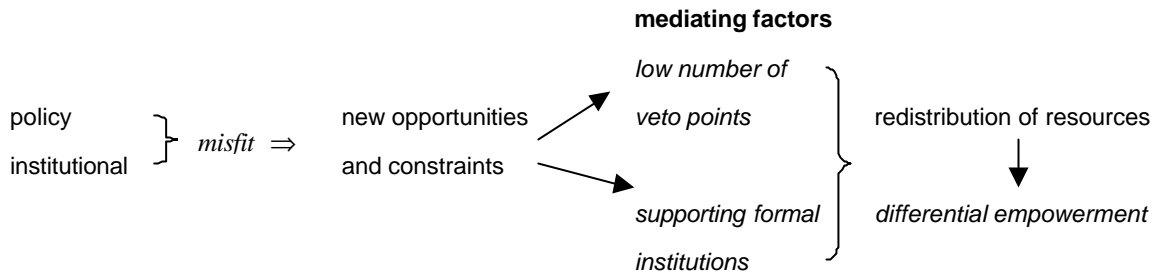 mediating factors
low number of
veto points
policy
institutional
misfit ⇒
new opportunities
and constraints
redistribution of resources
supporting formal
institutions
differential empowerment